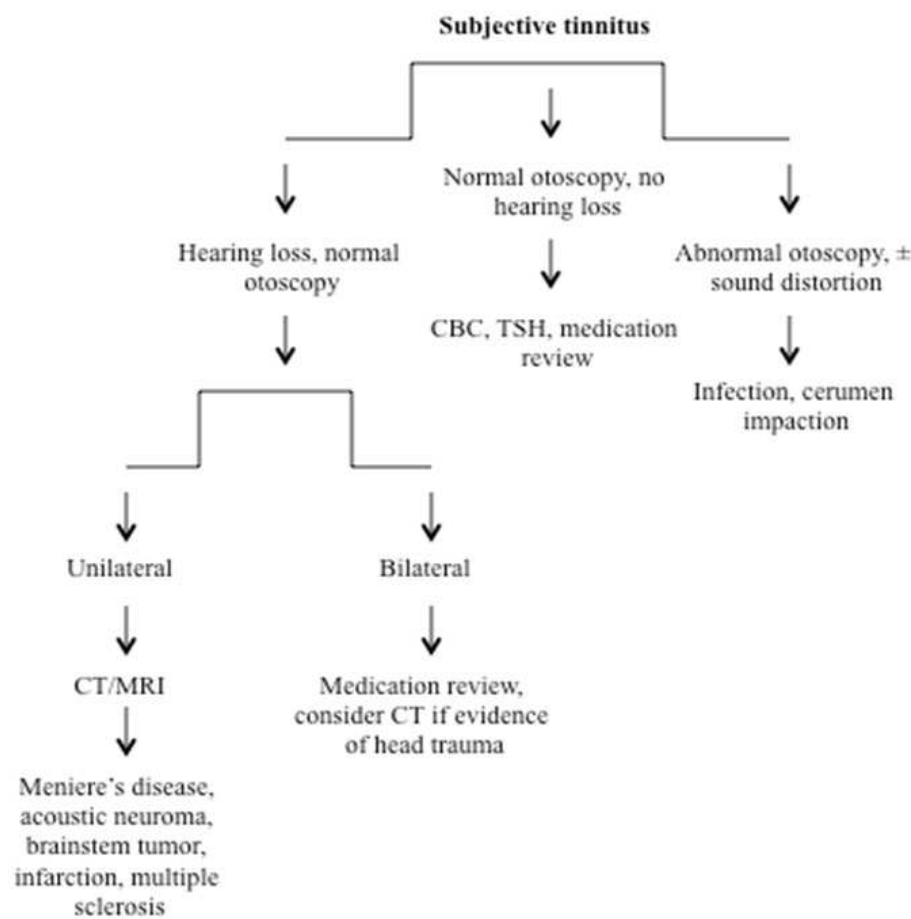 Subjective tinnitus
Normal otoscopy, no
hearing loss
Hearing loss, normal
otoscopy
Abnormal otoscopy, ±
sound distortion
CBC, TSH, medication
review
Infection, cerumen
impaction
Unilateral
Bilateral
CT/MRI
Medication review,
consider CT if evidence
of head trauma
Meniere’s disease,
acoustic neuroma,
brainstem tumor,
infarction, multiple
sclerosis